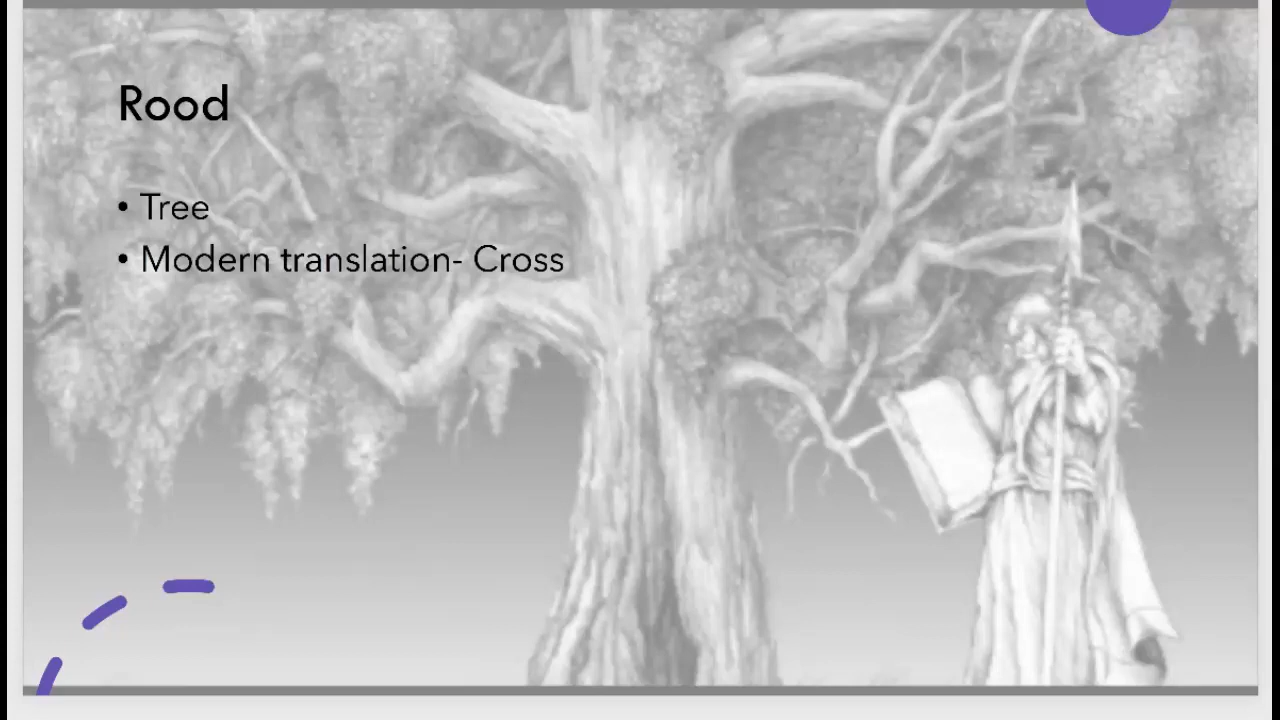 Rood
• Tree
• Modern translation- Cross